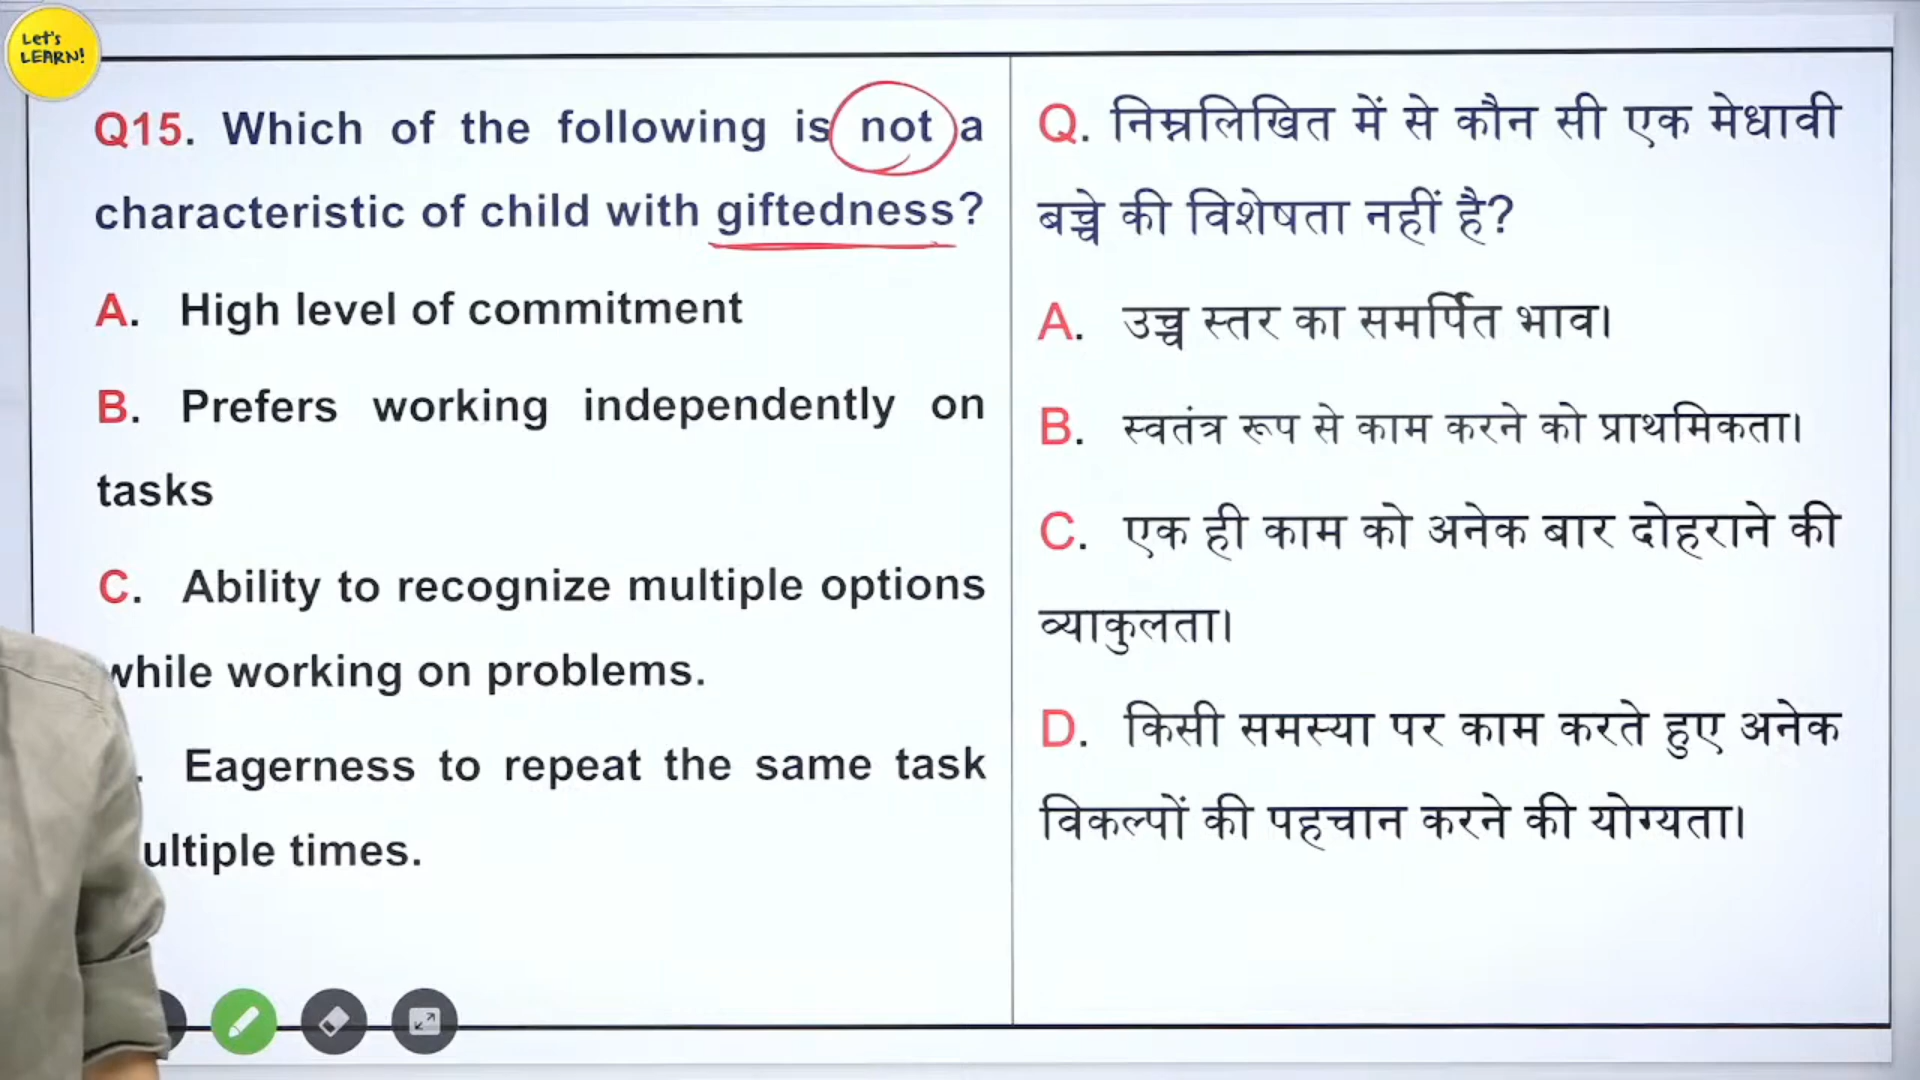 Let's
LEARN!
Q15. Which of the following is not a
characteristic of child with giftedness?
A. High level of commitment
B. Prefers working independently on
tasks
C. Ability to recognize multiple options
while working on problems.
. Eagerness to repeat the same task
ultiple times.
Q. निम्नलिखित में से कौन सी एक मेधावी
बच्चे की विशेषता नहीं है?
A. उच्च स्तर का समर्पित भाव।
B. स्वतंत्र रूप से काम करने को प्राथमिकता।
C. एक ही काम को अनेक बार दोहराने की
व्याकुलता।
D. किसी समस्या पर काम करते हुए अनेक
विकल्पों की पहचान करने की योग्यता।